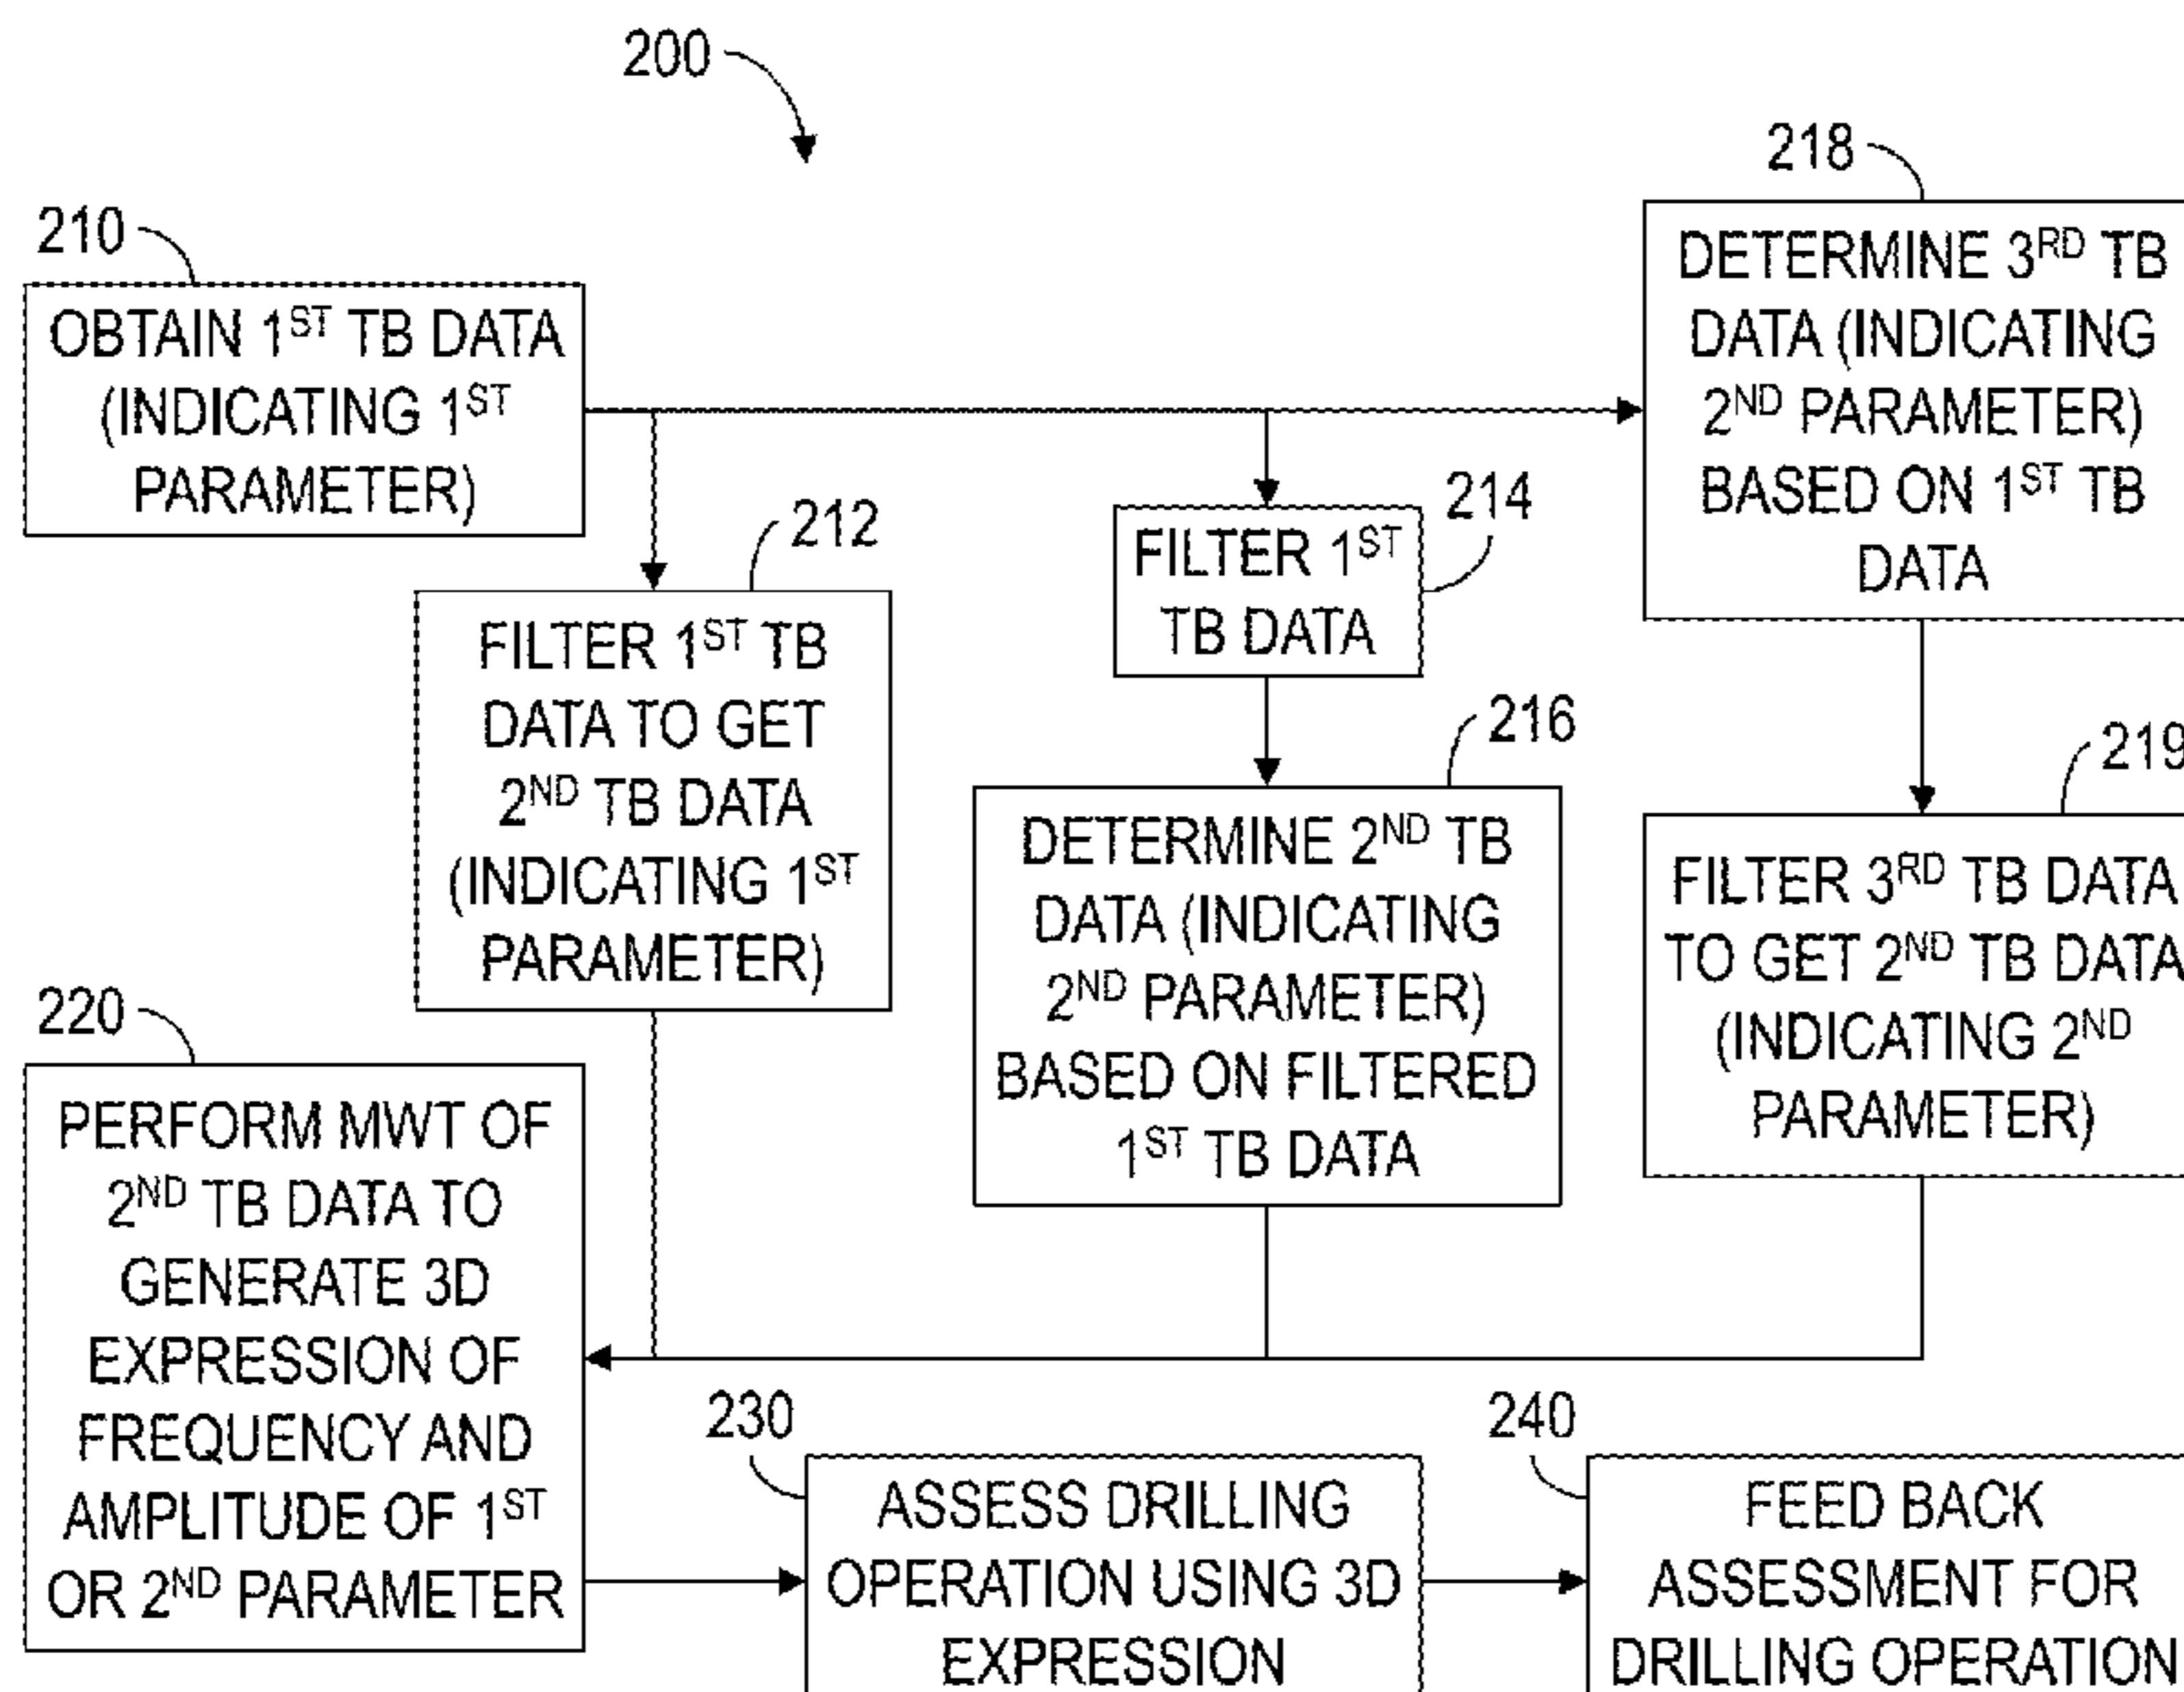 200
210
OBTAIN 1ST TB DATA
(INDICATING 1ST
PARAMETER)
212
FILTER 1ST TB
DATA TO GET
2ND TB DATA
(INDICATING 1ST
PARAMETER)
214
FILTER 1ST
TB DATA
216
DETERMINE 2ND TB
DATA (INDICATING
2ND PARAMETER)
BASED ON FILTERED
1ST TB DATA
218
DETERMINE 3RD TB
DATA (INDICATING
2ND PARAMETER)
BASED ON 1ST TB
DATA
219
FILTER 3RD TB DATA
TO GET 2ND TB DATA
(INDICATING 2ND
PARAMETER)
220
PERFORM MWT OF
2ND TB DATA TO
GENERATE 3D
EXPRESSION OF
FREQUENCY AND
AMPLITUDE OF 1ST
OR 2ND PARAMETER
230
ASSESS DRILLING
OPERATION USING 3D
EXPRESSION
240
FEED BACK
ASSESSMENT FOR
DRILLING OPERATION